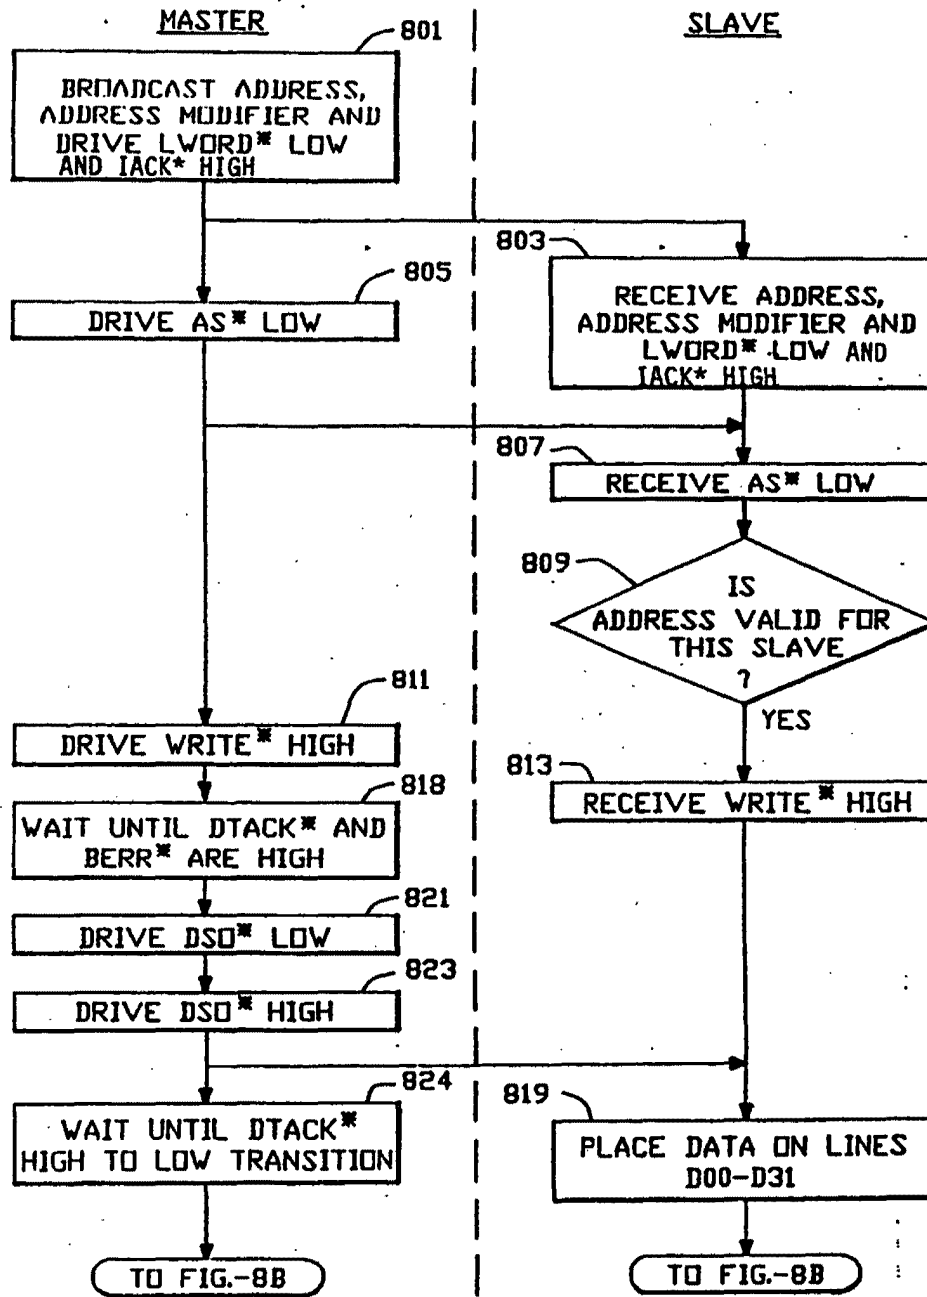 MASTER
801
BROADCAST ADDRESS,
ADDRESS MODIFIER AND
DRIVE LWORD* LOW
AND IACK* HIGH
805
DRIVE AS* LOW
811
DRIVE WRITE* HIGH
818
WAIT UNTIL DTACK* AND
BERR* ARE HIGH
821
DRIVE DS0* LOW
823
DRIVE DS0* HIGH
824
WAIT UNTIL DTACK*
HIGH TO LOW TRANSITION
TO FIG.-8B
SLAVE
803
RECEIVE ADDRESS,
ADDRESS MODIFIER AND
LWORD* LOW AND
IACK* HIGH
807
RECEIVE AS* LOW
809
IS
ADDRESS VALID FOR
THIS SLAVE
?
YES
813
RECEIVE WRITE* HIGH
819
PLACE DATA ON LINES
D00-D31
TO FIG.-8B